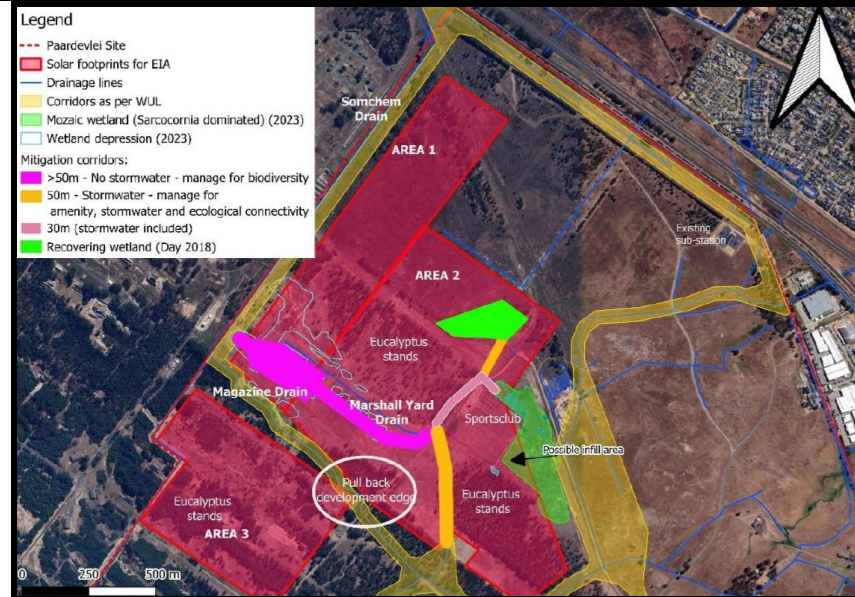 Legend
Paardevlei Site
Solar footprints for EIA
Drainage lines
Corridors as per WUL
Mozaic wetland (Sarcocornia dominated) (2023)
Wetland depression (2023)
Mitigation corridors:
>50m - No stormwater - manage for biodiversity
50m - Stormwater - manage for
amenity, stormwater and ecological connectivity
30m (stormwater included)
Recovering wetland (Day 2018)
Somchem
Drain
AREA 1
Existing
sub-station
AREA 2
Eucalyptus
stands
Magazine Drain
Marshall Yard
Drain
Sportsclub
Possible infill area
Pull back
development edge
Eucalyptus
stands
Eucalyptus
stands
AREA 3
0 250 500 m